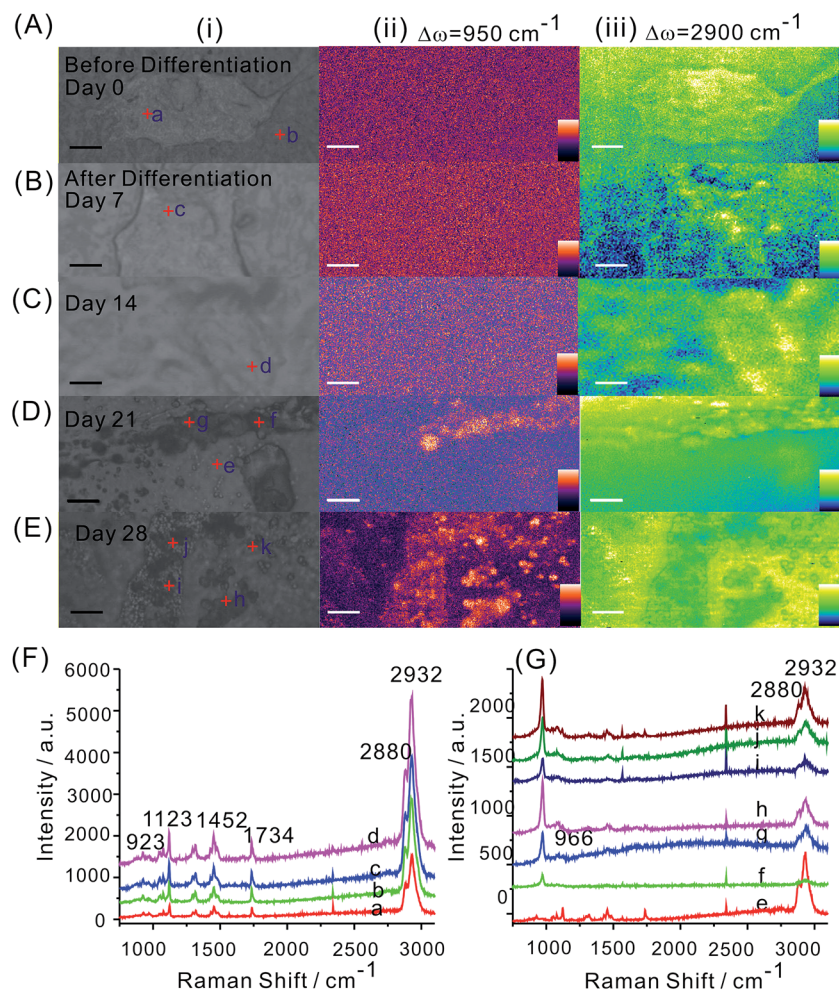 (A)
(i)
(ii) Δω=950 cm⁻¹
(iii) Δω=2900 cm⁻¹
Before Differentiation
Day 0
a
b
(B)
After Differentiation
Day 7
c
(C)
Day 14
d
(D)
Day 21
g
f
e
(E)
Day 28
j
k
i
h
(F)
6000
5000
4000
3000
2000
1000
0
Intensity / a.u.
2932
2880
1123
1452
1734
923
d
c
b
a
1000
1500
2000
2500
3000
Raman Shift / cm⁻¹
(G)
2000
1500
1000
500
0
Intensity / a.u.
2932
2880
966
k
j
i
h
g
f
e
1000
1500
2000
2500
3000
Raman Shift / cm⁻¹